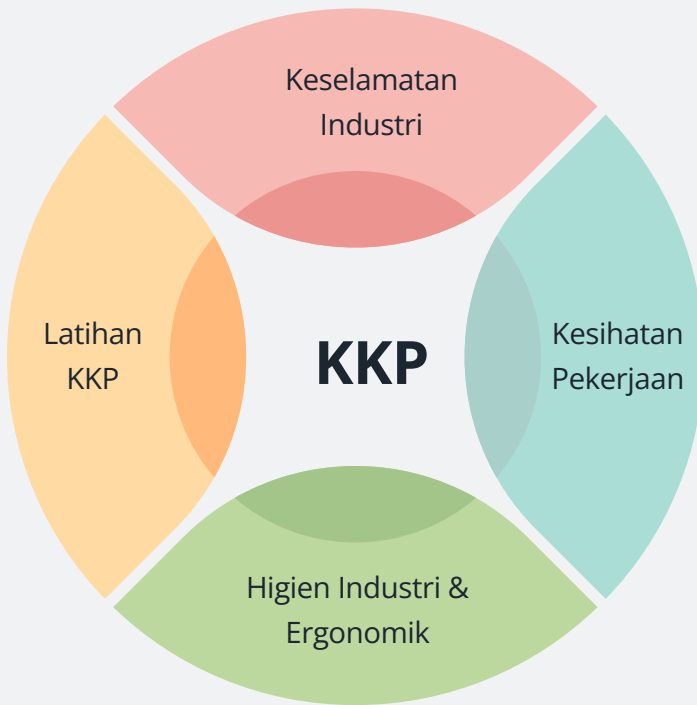 Keselamatan
Industri
Latihan
KKP
KKP
Kesihatan
Pekerjaan
Higien Industri &
Ergonomik